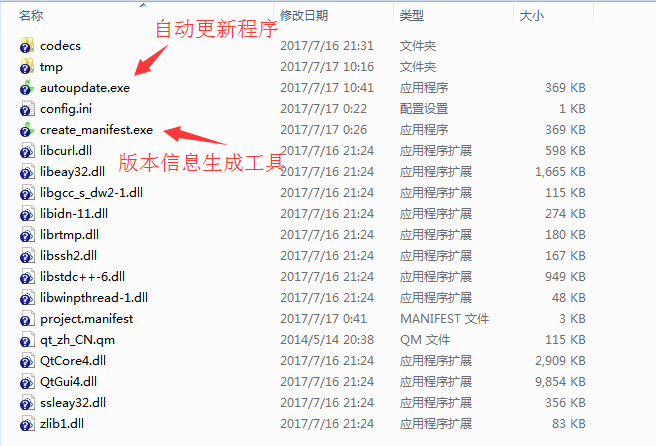 名称 修改日期 类型 大小
自动更新程序
codecs 2017/7/16 21:31 文件夹
tmp 2017/7/17 10:16 文件夹
autoupdate.exe 2017/7/17 10:41 应用程序 369 KB
config.ini 2017/7/17 0:22 配置设置 1 KB
create_manifest.exe 2017/7/17 0:26 应用程序 369 KB
libcurl.dll 2017/7/16 21:24 应用程序扩展 598 KB
版本信息生成工具
libeay32.dll 2017/7/16 21:24 应用程序扩展 1,665 KB
libgcc_s_dw2-1.dll 2017/7/16 21:24 应用程序扩展 115 KB
libidn-11.dll 2017/7/16 21:24 应用程序扩展 274 KB
librtmp.dll 2017/7/16 21:24 应用程序扩展 180 KB
libssh2.dll 2017/7/16 21:24 应用程序扩展 167 KB
libstdc++-6.dll 2017/7/16 21:24 应用程序扩展 949 KB
libwinpthread-1.dll 2017/7/16 21:24 应用程序扩展 48 KB
project.manifest 2017/7/17 0:41 MANIFEST 文件 3 KB
qt_zh_CN.qm 2014/5/14 20:38 QM 文件 115 KB
QtCore4.dll 2017/7/16 21:24 应用程序扩展 2,909 KB
QtGui4.dll 2017/7/16 21:24 应用程序扩展 9,854 KB
ssleay32.dll 2017/7/16 21:24 应用程序扩展 356 KB
zlib1.dll 2017/7/16 21:24 应用程序扩展 83 KB